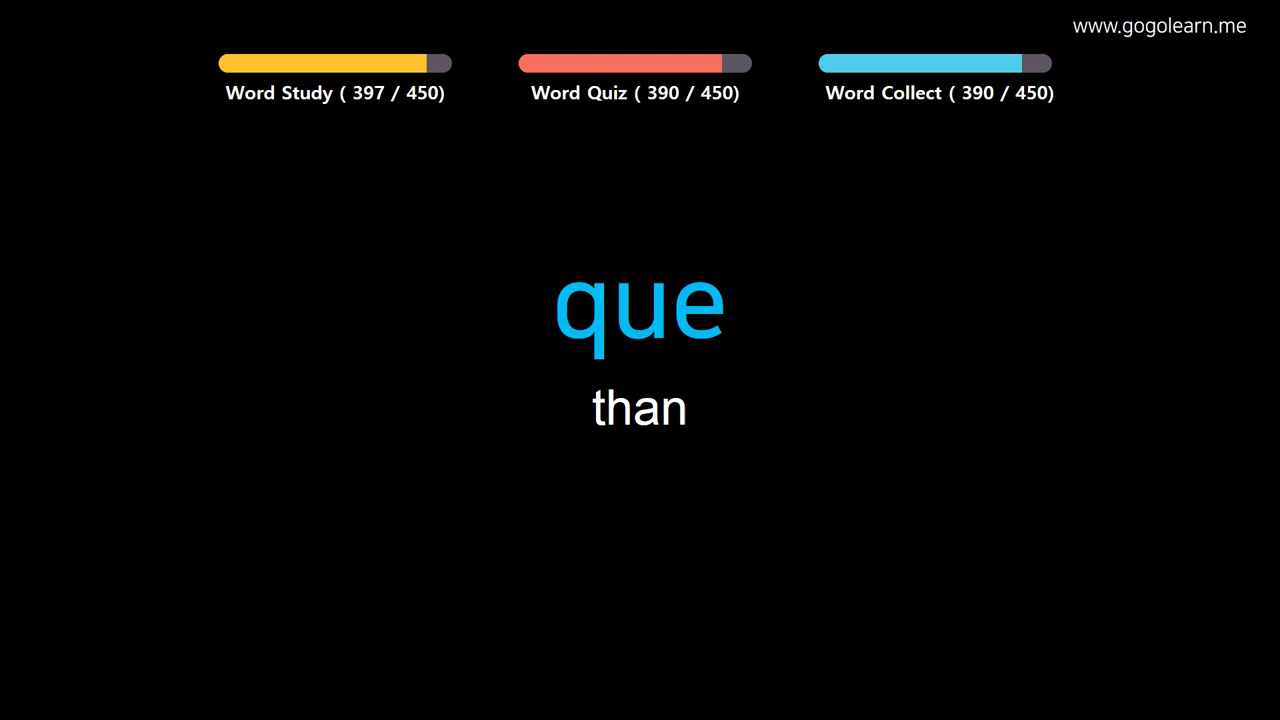 www.gogolearn.me
Word Study ( 397 / 450)
Word Quiz ( 390 / 450)
Word Collect ( 390 / 450)
que
than